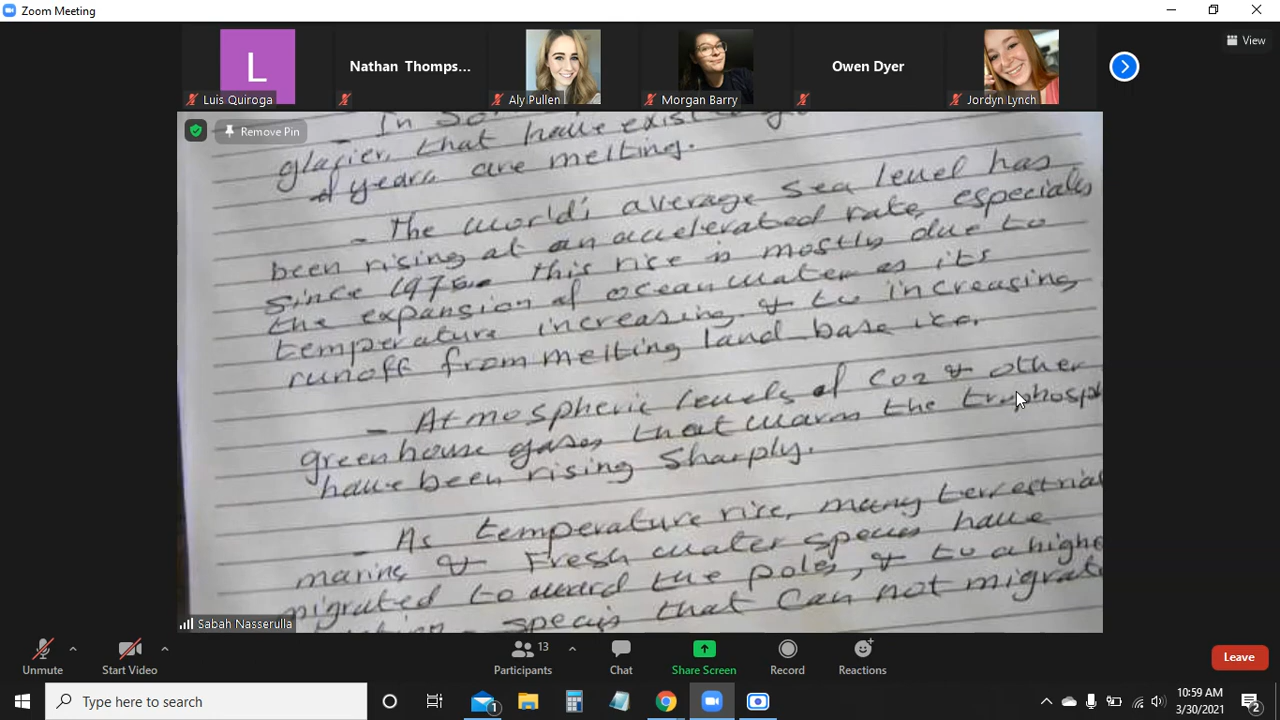 Zoom Meeting
View
L
Nathan Thomps...
Owen Dyer
Luis Quiroga
Aly Pullen
Morgan Barry
Jordyn Lynch
Remove Pin
- In
glacier, that have existed
of years are melting.
- The world's average sea level has
been rising at an accelerated rate, especially
since 1975. this rise is mostly due to
the expansion of ocean water as its
temperature increasing & to increasing
runoff from melting land base ice.
- Atmospheric levels of CO2 & other
greenhouse gases that warm the
have been rising sharply.
- As temperature rise, many terrestrial
marine & Fresh water species have
migrated toward the poles, & to a highe
species that Can not migrat
Sabah Nasserulla
Unmute
Start Video
13
Participants
Chat
Share Screen
Record
Reactions
Leave
Type here to search
1
10:59 AM
3/30/2021
2